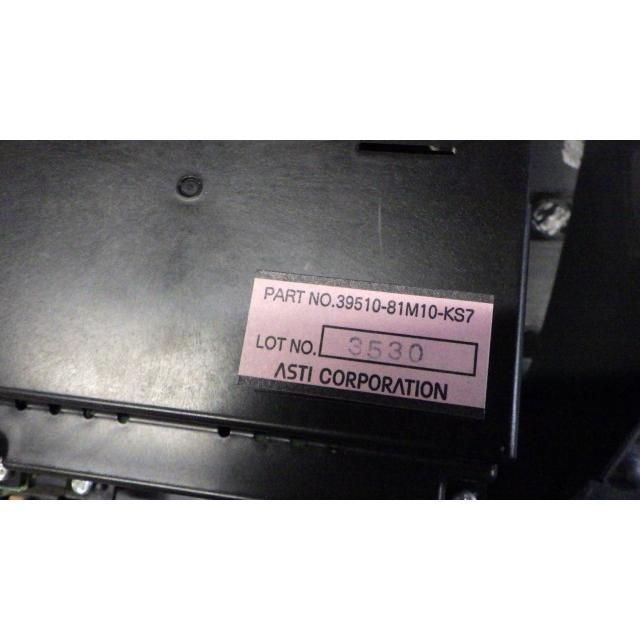 PART NO.39510-81M10-KS7
LOT NO. 3530
ASTI CORPORATION